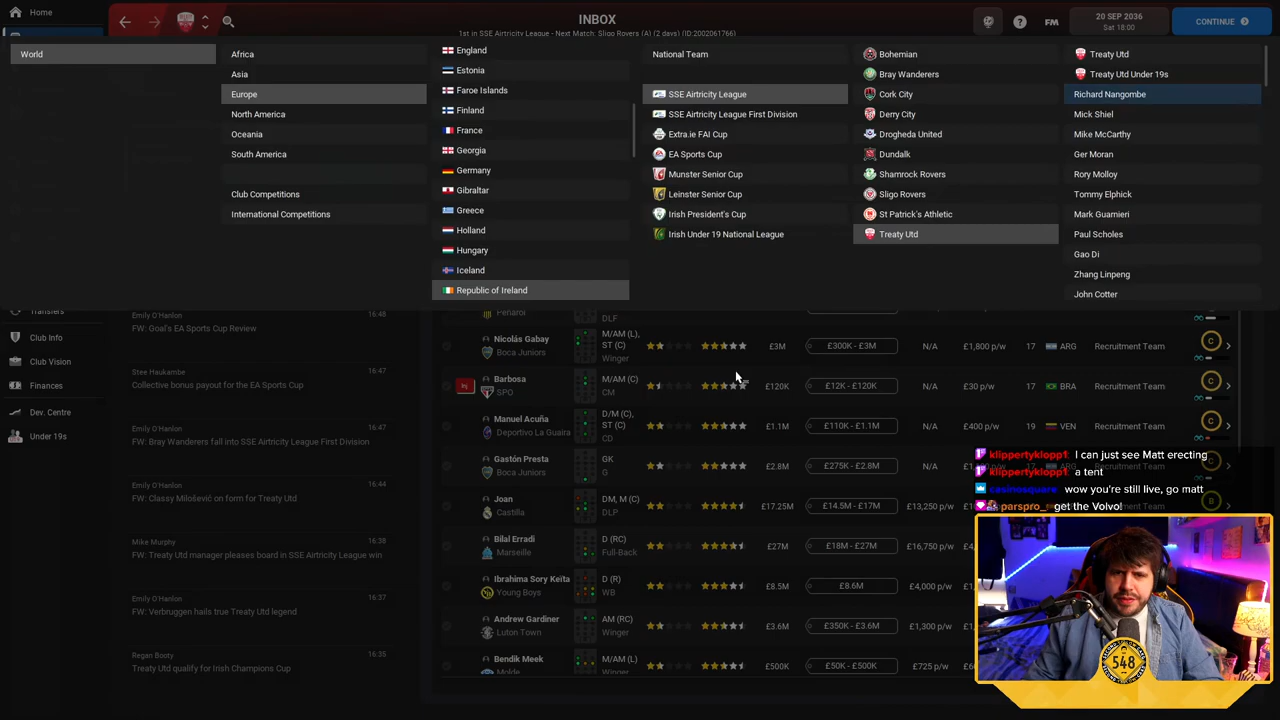 Home
INBOX
1st in SSE Airtricity League - Next Match: Sligo Rovers (A) (2 days) (ID:2002061766)
FM
20 SEP 2036
Sat 18:00
CONTINUE
World
Africa
Asia
Europe
North America
Oceania
South America
Club Competitions
International Competitions
England
Estonia
Faroe Islands
Finland
France
Georgia
Germany
Gibraltar
Greece
Holland
Hungary
Iceland
Republic of Ireland
National Team
SSE Airtricity League
SSE Airtricity League First Division
Extra.ie FAI Cup
EA Sports Cup
Munster Senior Cup
Leinster Senior Cup
Irish President's Cup
Irish Under 19 National League
Bohemian
Bray Wanderers
Cork City
Derry City
Drogheda United
Dundalk
Shamrock Rovers
Sligo Rovers
St Patrick's Athletic
Treaty Utd
Treaty Utd
Treaty Utd Under 19s
Richard Nangombe
Mick Shiel
Mike McCarthy
Ger Moran
Rory Molloy
Tommy Elphick
Mark Guarnieri
Paul Scholes
Gao Di
Zhang Linpeng
John Cotter
Transfers
Club Info
Club Vision
Finances
Dev. Centre
Under 19s
Emily O'Hanlon 16:48
FW: Goal's EA Sports Cup Review
Stee Haukambe 16:47
Collective bonus payout for the EA Sports Cup
Emily O'Hanlon 16:47
FW: Bray Wanderers fall into SSE Airtricity League First Division
Emily O'Hanlon 16:44
FW: Classy Milošević on form for Treaty Utd
Mike Murphy 16:38
FW: Treaty Utd manager pleases board in SSE Airtricity League win
Emily O'Hanlon 16:37
FW: Verbruggen hails true Treaty Utd legend
Regan Booty 16:35
Treaty Utd qualify for Irish Champions Cup
Peñarol DLF
Nicolás Gabay M/AM (L), £3M £300K - £3M N/A £1,800 p/w 17 ARG Recruitment Team C
Boca Juniors ST (C)
Winger
Barbosa M/AM (C) £120K £12K - £120K N/A £30 p/w 17 BRA Recruitment Team C
SPO CM
Manuel Acuña D/M (C), £1.1M £110K - £1.1M N/A £400 p/w 19 VEN Recruitment Team C
Deportivo La Guaira ST (C)
CD
Gastón Presta GK £2.8M £275K - £2.8M N/A
Boca Juniors G
Joan DM, M (C) £17.25M £14.5M - £17M N/A £13,250 p/w
Castilla DLP
Bilal Erradi D (RC) £27M £18M - £27M £16,750 p/w
Marseille Full-Back
Ibrahima Sory Keita D (R) £8.5M £8.6M £4,000 p/w
Young Boys WB
Andrew Gardiner AM (RC) £3.6M £350K - £3.6M £1,300 p/w
Luton Town Winger
Bendik Meek M/AM (L) £500K £50K - £500K £725 p/w
Molde Winger
klippertyklopp1: I can just see Matt erecting
klippertyklopp1: a tent
casinosquare: wow you're still live, go matt
parspro_: get the Volvo!
548